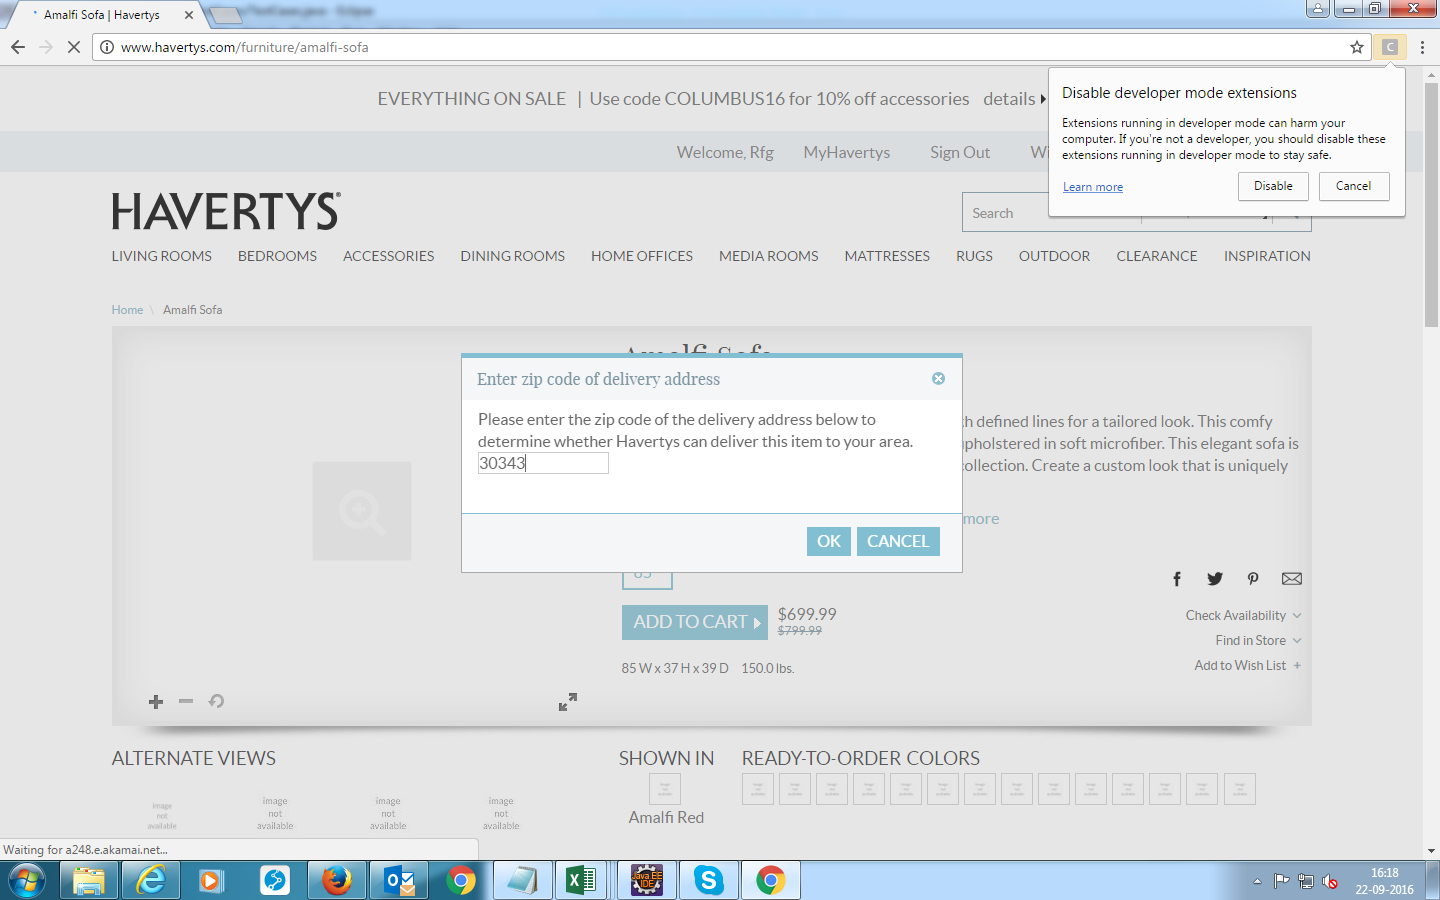 Amalfi Sofa | Havertys
www.havertys.com/furniture/amalfi-sofa
C
EVERYTHING ON SALE | Use code COLUMBUS16 for 10% off accessories details
Disable developer mode extensions
Extensions running in developer mode can harm your
computer. If you're not a developer, you should disable these
extensions running in developer mode to stay safe.
Learn more
Disable
Cancel
Welcome, Rfg
MyHavertys
Sign Out
HAVERTYS®
Search
LIVING ROOMS
BEDROOMS
ACCESSORIES
DINING ROOMS
HOME OFFICES
MEDIA ROOMS
MATTRESSES
RUGS
OUTDOOR
CLEARANCE
INSPIRATION
Home \ Amalfi Sofa
Amalfi Sofa
Enter zip code of delivery address
Please enter the zip code of the delivery address below to
determine whether Havertys can deliver this item to your area.
30343
OK
CANCEL
h defined lines for a tailored look. This comfy
upholstered in soft microfiber. This elegant sofa is
collection. Create a custom look that is uniquely
more
85"
ADD TO CART
$699.99
$799.99
Check Availability
Find in Store
Add to Wish List +
85 W x 37 H x 39 D 150.0 lbs.
ALTERNATE VIEWS
SHOWN IN
READY-TO-ORDER COLORS
image
not
available
image
not
available
image
not
available
image
not
available
Amalfi Red
Waiting for a248.e.akamai.net...
Java EE
IDE
16:18
22-09-2016